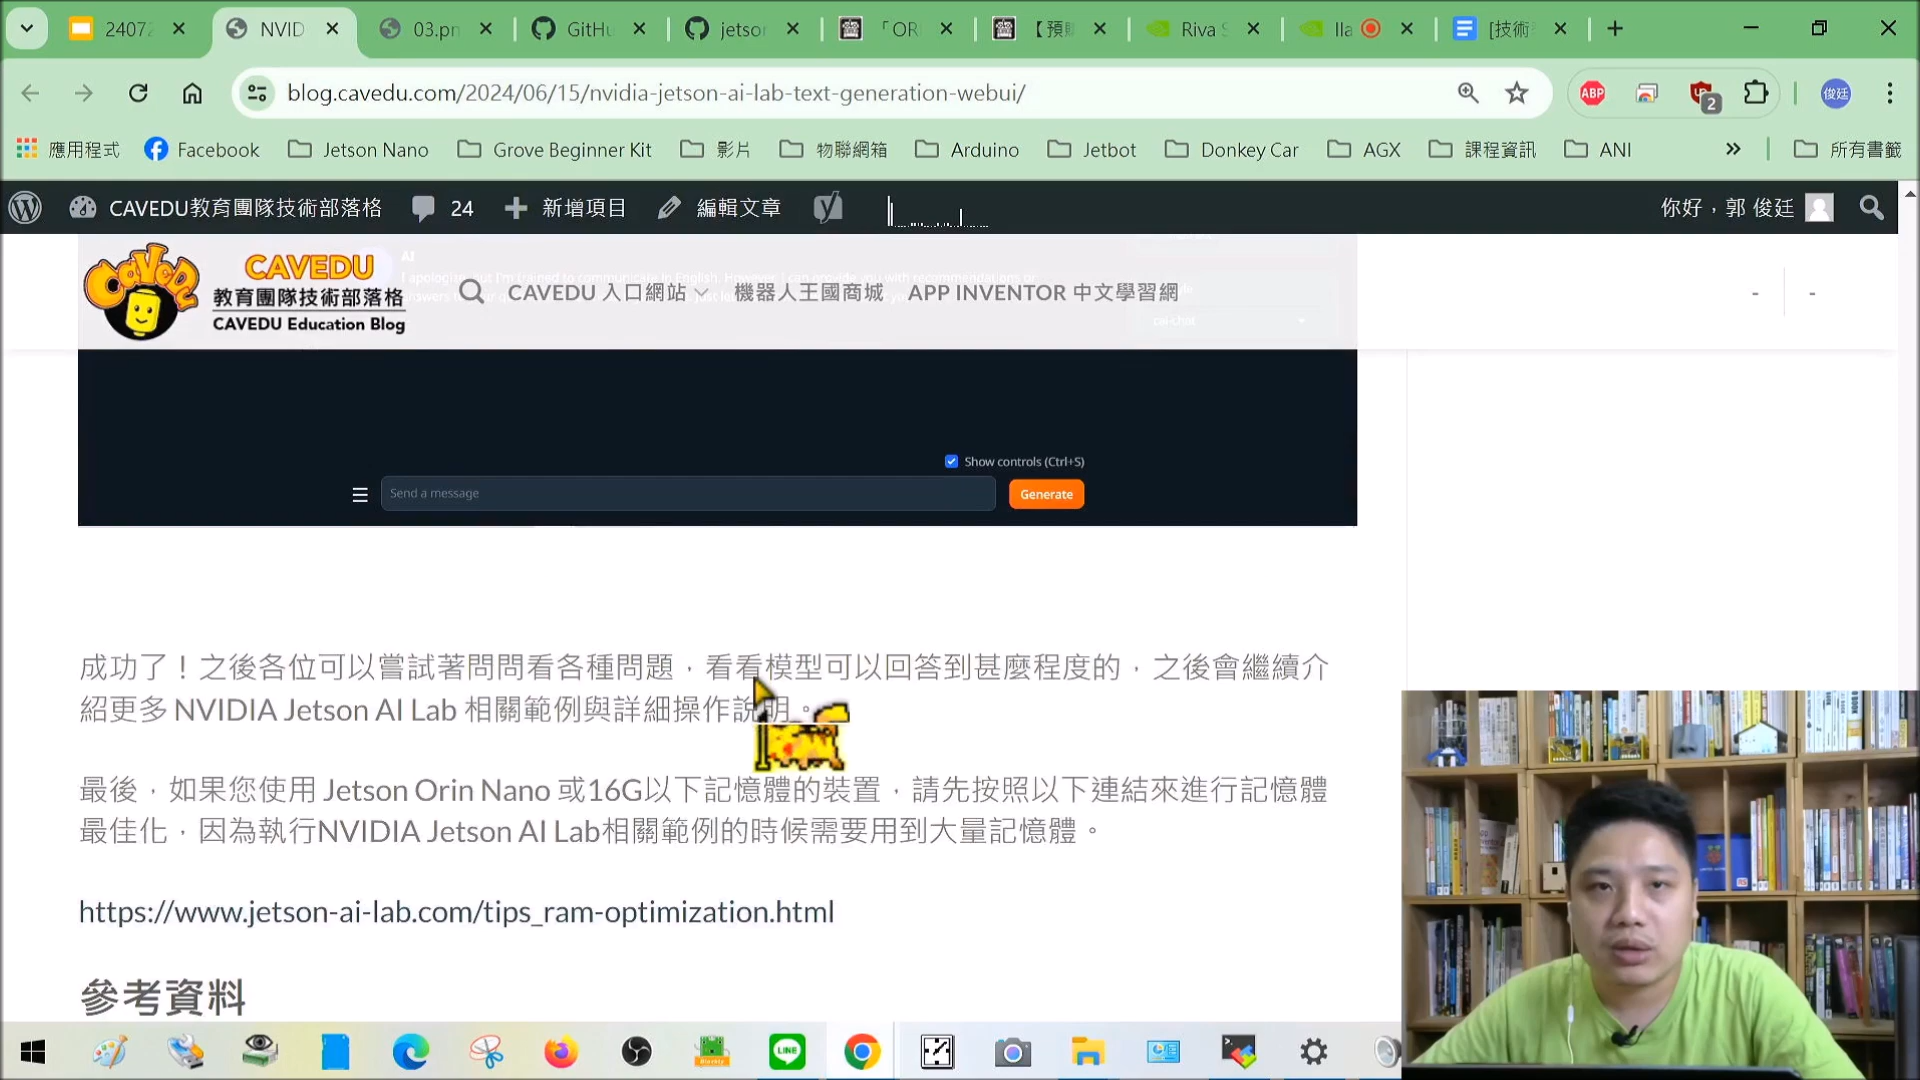 24072
NVID
03.pn
GitHu
jetso
「OR
【預購
Riva S
lla
[技術
blog.cavedu.com/2024/06/15/nvidia-jetson-ai-lab-text-generation-webui/
ABP
2
俊廷
應用程式
Facebook
Jetson Nano
Grove Beginner Kit
影片
物聯網箱
Arduino
Jetbot
Donkey Car
AGX
課程資訊
ANI
所有書籤
CAVEDU教育團隊技術部落格
24
新增項目
編輯文章
你好，郭 俊廷
AI
CAVEDU
教育團隊技術部落格
CAVEDU Education Blog
CAVEDU 入口網站
機器人王國商城
APP INVENTOR 中文學習網
-
-
Show controls (Ctrl+S)
Send a message
Generate
成功了！之後各位可以嘗試著問問看各種問題，看看模型可以回答到甚麼程度的，之後會繼續介
紹更多 NVIDIA Jetson AI Lab 相關範例與詳細操作說明。
最後，如果您使用 Jetson Orin Nano 或16G以下記憶體的裝置，請先按照以下連結來進行記憶體
最佳化，因為執行NVIDIA Jetson AI Lab相關範例的時候需要用到大量記憶體。
https://www.jetson-ai-lab.com/tips_ram-optimization.html
參考資料
LINE